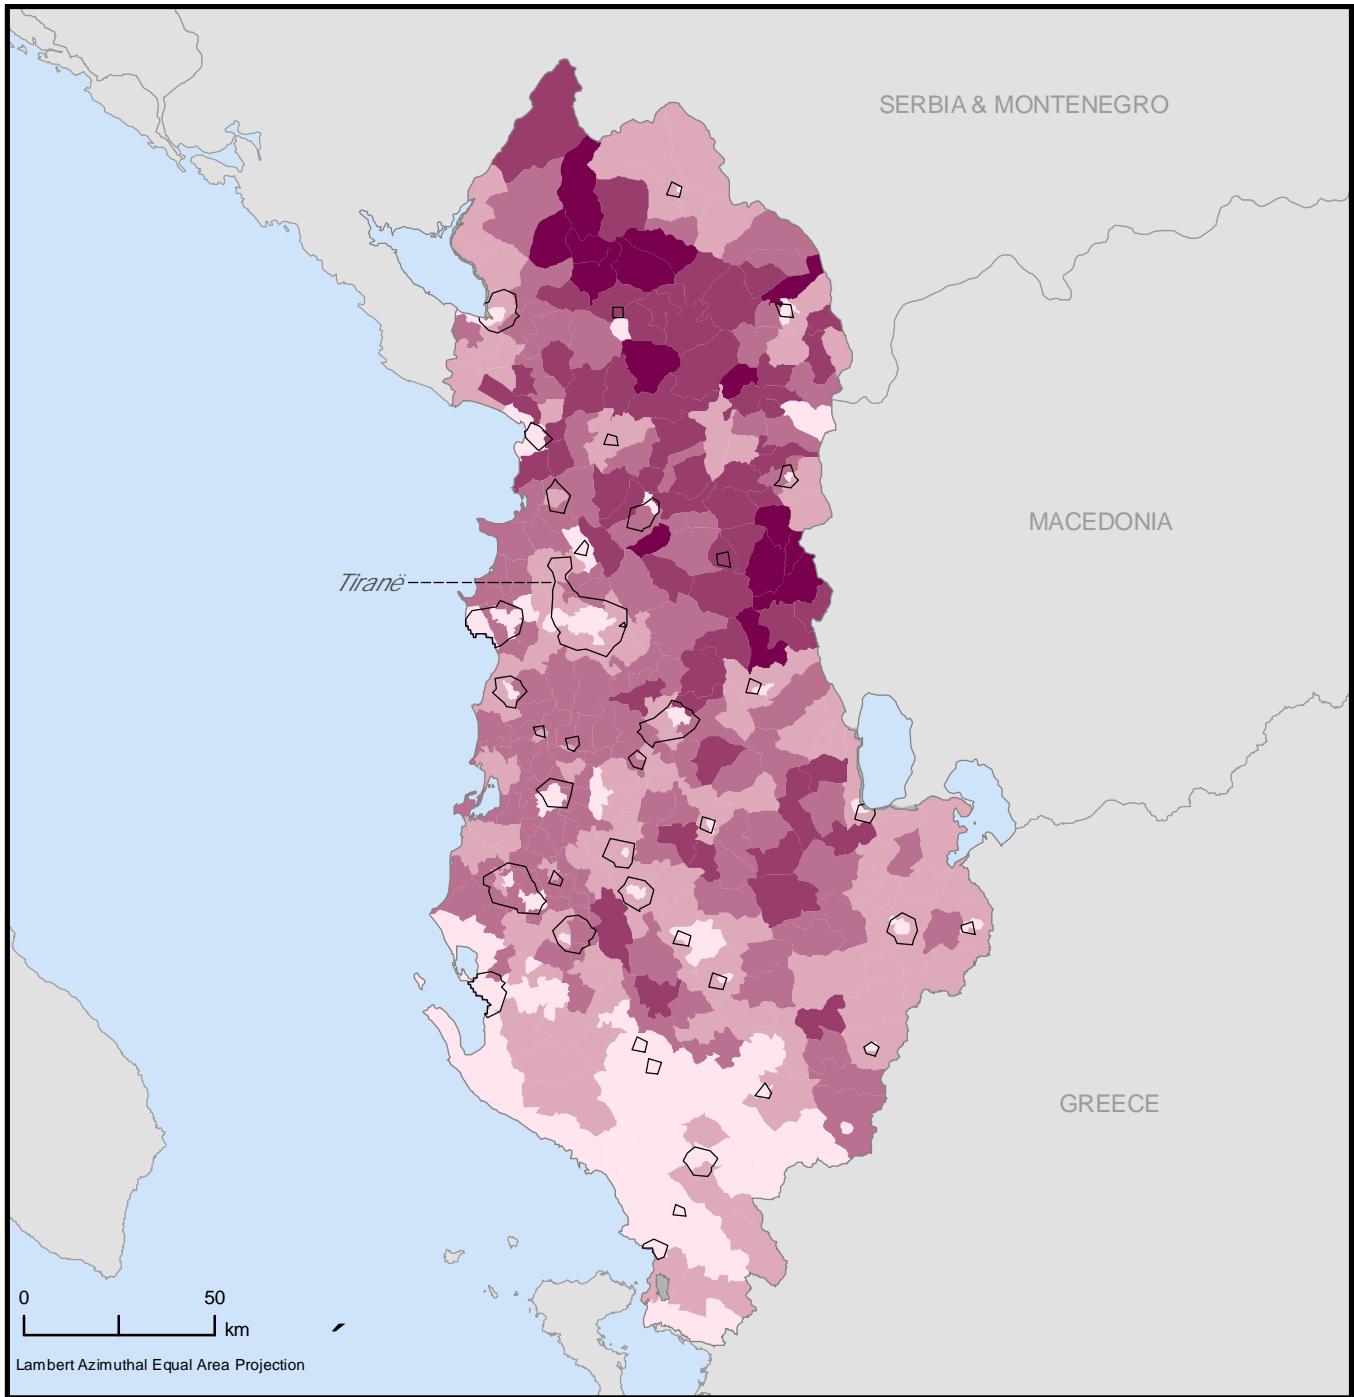 SERBIA & MONTENEGRO
MACEDONIA
Tiranë
GREECE
0 50
km
Lambert Azimuthal Equal Area Projection